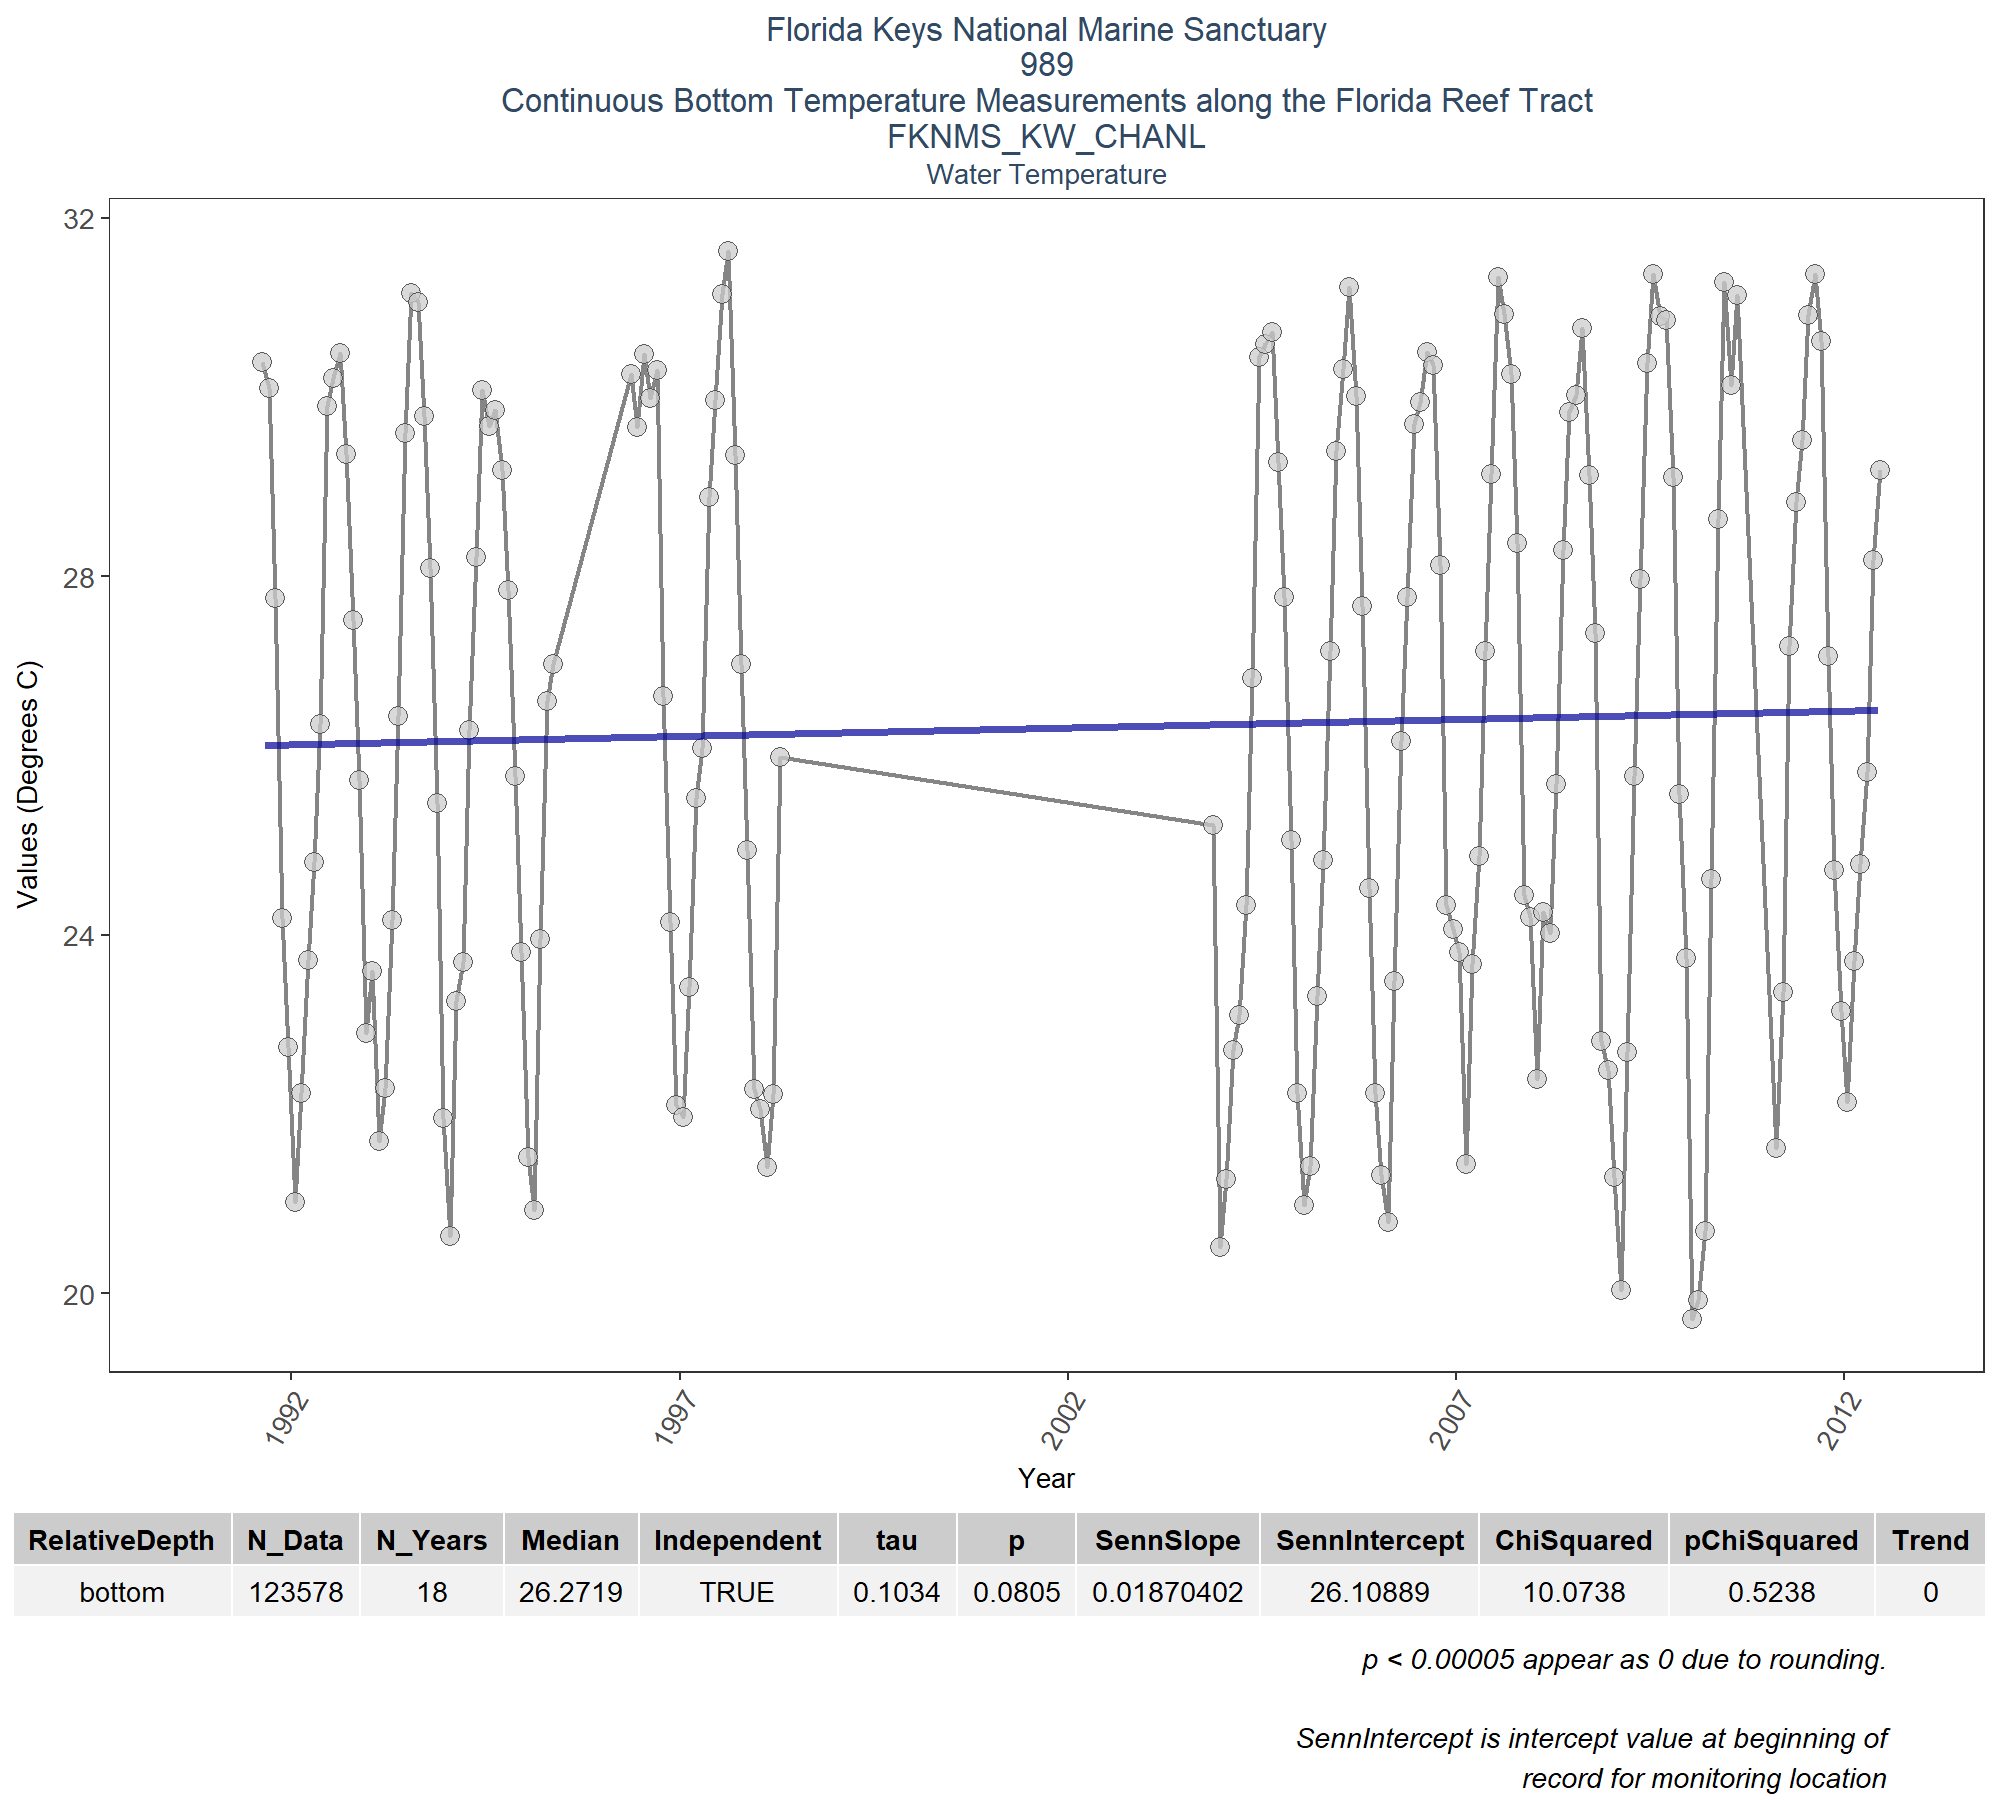 Florida Keys National Marine Sanctuary
989
Continuous Bottom Temperature Measurements along the Florida Reef Tract
FKNMS_KW_CHANL
Water Temperature
32
28
24
20
Values (Degrees C)
1992
1997
2002
2007
2012
Year
RelativeDepth N_Data N_Years Median Independent tau p SennSlope SennIntercept ChiSquared pChiSquared Trend
bottom 123578 18 26.2719 TRUE 0.1034 0.0805 0.01870402 26.10889 10.0738 0.5238 0
p < 0.00005 appear as 0 due to rounding.
SennIntercept is intercept value at beginning of
record for monitoring location